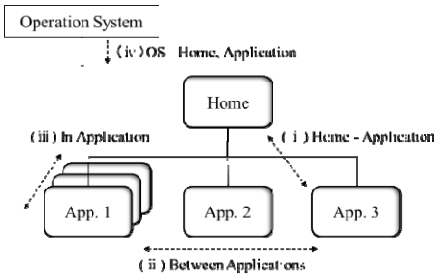 Operation System
(iv) OS - Home, Application
Home
(iii) In Application
(i) Home - Application
App. 1
App. 2
App. 3
(ii) Between Applications